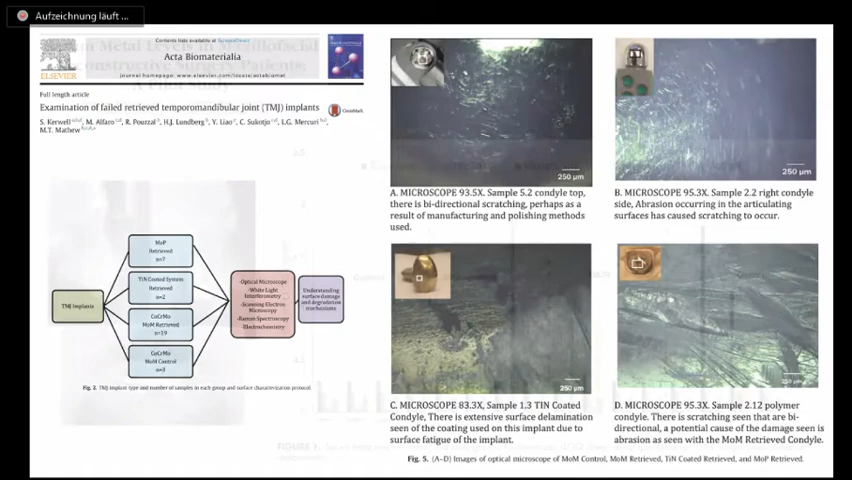 Aufzeichnung läuft ...
Contents lists available at ScienceDirect
Acta Biomaterialia
journal homepage: www.elsevier.com/locate/actabiomat
ELSEVIER
Full length article
Examination of failed retrieved temporomandibular joint (TMJ) implants
CrossMark
S. Kerwell, M. Alfaro, R. Pourzal, H.J. Lundberg, Y. Liao, C. Sukotjo, L.G. Mercuri,
M.T. Mathew
TMJ Implants
MoP
Retrieved
n=7
TiN Coated System
Retrieved
n=2
CoCrMo
MoM Retrieved
n=19
CoCrMo
MoM Control
n=3
-Optical Microscope
-White Light
Interferometry
-Scanning Electron
Microscopy
-Raman Spectroscopy
-Electrochemistry
Understanding
surface damage
and degradation
mechanisms
Fig. 2. TMJ implant type and number of samples in each group and surface characterization protocol.
250 μm
A. MICROSCOPE 93.5X. Sample 5.2 condyle top,
there is bi-directional scratching, perhaps as a
result of manufacturing and polishing methods
used.
250 μm
B. MICROSCOPE 95.3X. Sample 2.2 right condyle
side, Abrasion occurring in the articulating
surfaces has caused scratching to occur.
250 μm
C. MICROSCOPE 83.3X, Sample 1.3 TIN Coated
Condyle, There is extensive surface delamination
seen of the coating used on this implant due to
surface fatigue of the implant.
250 μm
D. MICROSCOPE 95.3X. Sample 2.12 polymer
condyle. There is scratching seen that are bi-
directional, a potential cause of the damage seen is
abrasion as seen with the MoM Retrieved Condyle.
Fig. 5. (A-D) Images of optical microscope of MoM Control, MoM Retrieved, TiN Coated Retrieved, and MoP Retrieved.